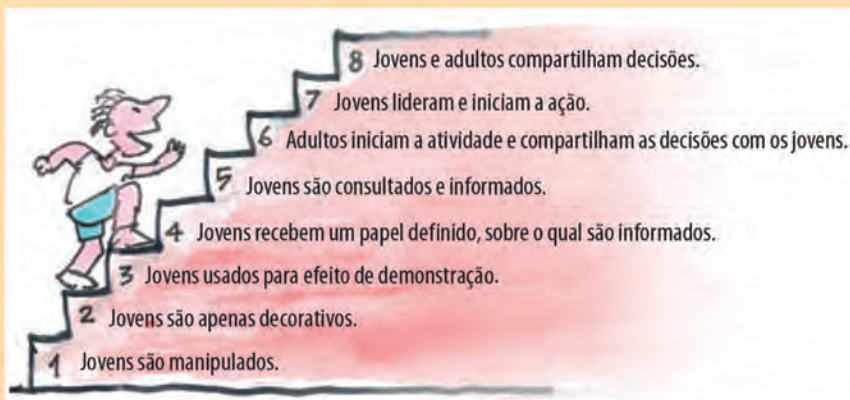 8 Jovens e adultos compartilham decisões.
7 Jovens lideram e iniciam a ação.
6 Adultos iniciam a atividade e compartilham as decisões com os jovens.
5 Jovens são consultados e informados.
4 Jovens recebem um papel definido, sobre o qual são informados.
3 Jovens usados para efeito de demonstração.
2 Jovens são apenas decorativos.
1 Jovens são manipulados.